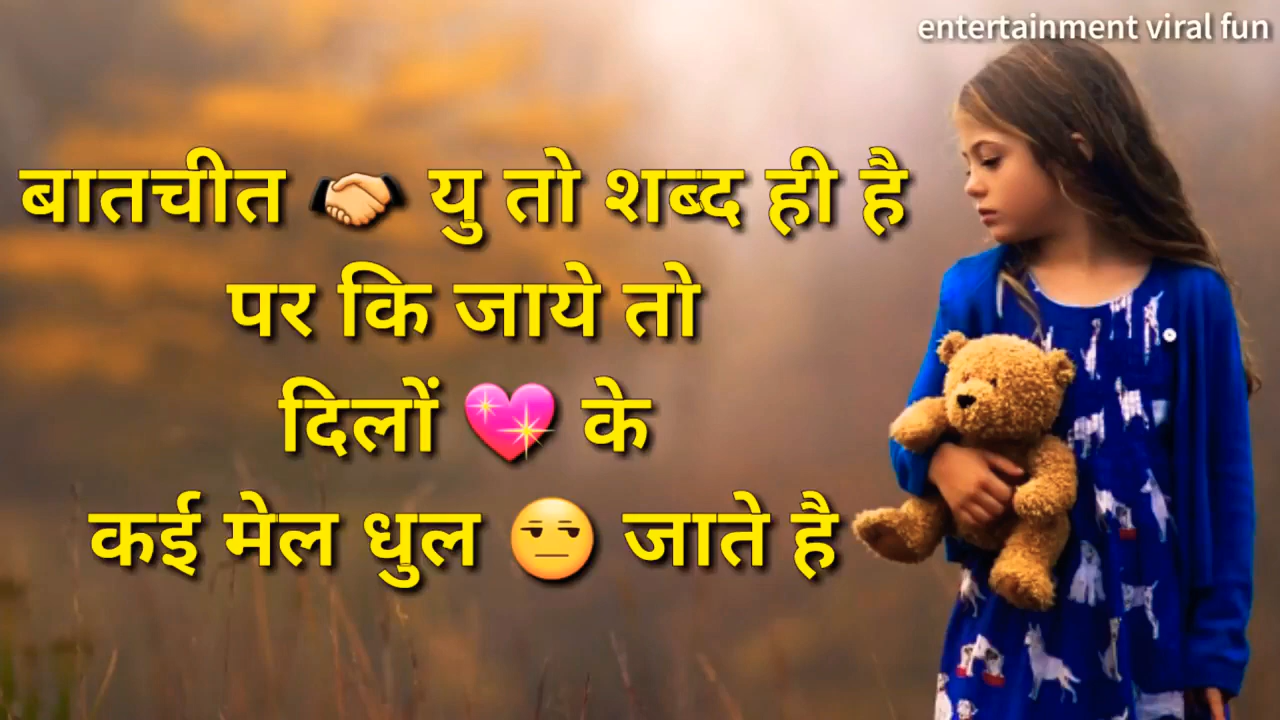 entertainment viral fun
बातचीत 🤝 यु तो शब्द ही है
पर कि जाये तो
दिलों 💖 के
कई मेल धुल 😒 जाते है